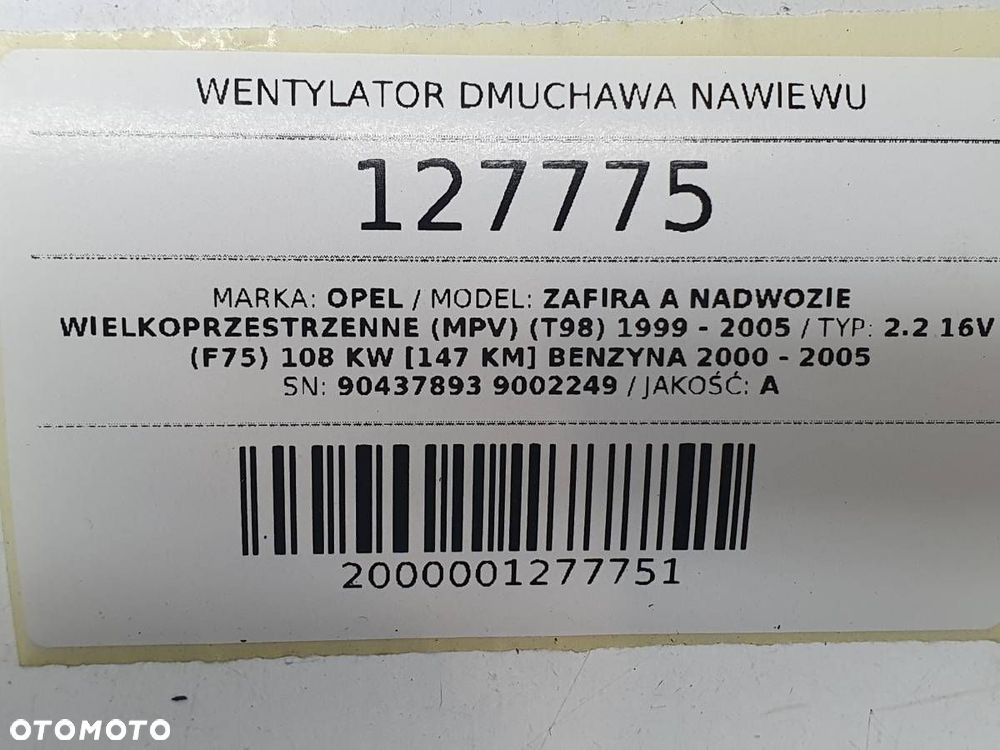 WENTYLATOR DMUCHAWA NAWIEWU
127775
MARKA: OPEL / MODEL: ZAFIRA A NADWOZIE
WIELKOPRZESTRZENNE (MPV) (T98) 1999 - 2005 / TYP: 2.2 16V
(F75) 108 KW [147 KM] BENZYNA 2000 - 2005
SN: 90437893 9002249 / JAKOŚĆ: A
2000001277751
OTOMOTO